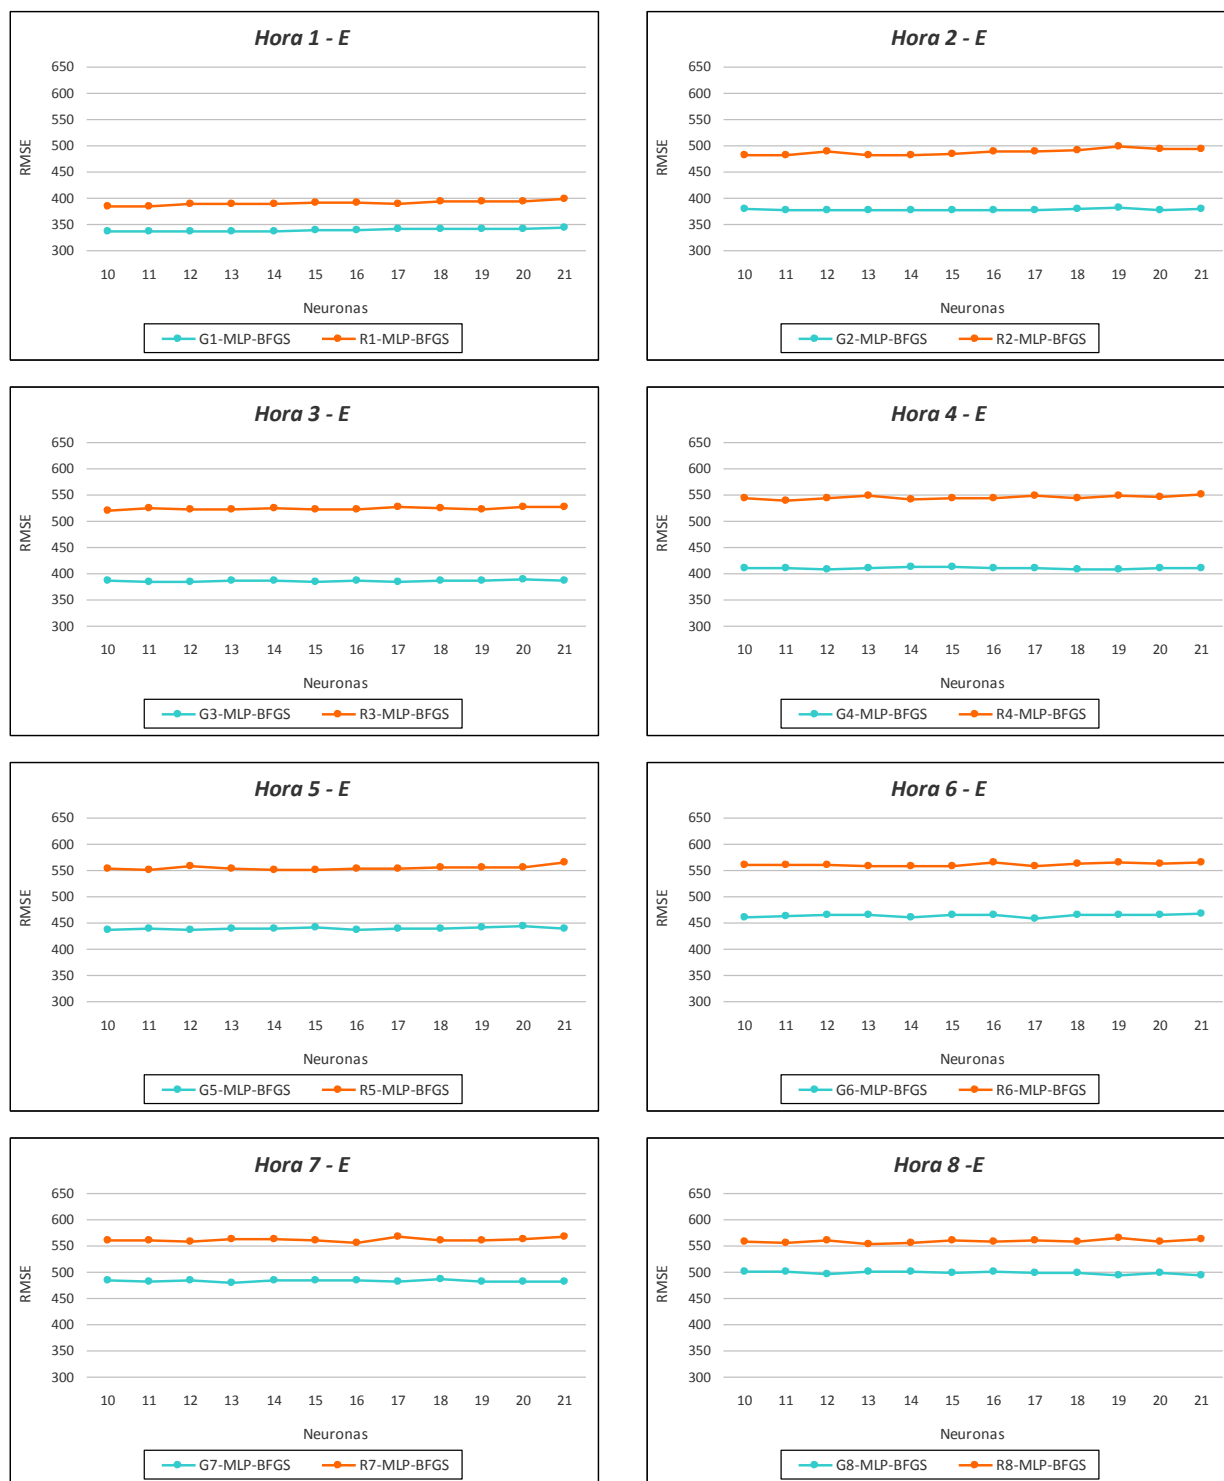 Hora 1 - E
650
600
550
500
450
400
350
300
RMSE
10 11 12 13 14 15 16 17 18 19 20 21
Neuronas
G1-MLP-BFGS R1-MLP-BFGS
Hora 2 - E
650
600
550
500
450
400
350
300
RMSE
10 11 12 13 14 15 16 17 18 19 20 21
Neuronas
G2-MLP-BFGS R2-MLP-BFGS
Hora 3 - E
650
600
550
500
450
400
350
300
RMSE
10 11 12 13 14 15 16 17 18 19 20 21
Neuronas
G3-MLP-BFGS R3-MLP-BFGS
Hora 4 - E
650
600
550
500
450
400
350
300
RMSE
10 11 12 13 14 15 16 17 18 19 20 21
Neuronas
G4-MLP-BFGS R4-MLP-BFGS
Hora 5 - E
650
600
550
500
450
400
350
300
RMSE
10 11 12 13 14 15 16 17 18 19 20 21
Neuronas
G5-MLP-BFGS R5-MLP-BFGS
Hora 6 - E
650
600
550
500
450
400
350
300
RMSE
10 11 12 13 14 15 16 17 18 19 20 21
Neuronas
G6-MLP-BFGS R6-MLP-BFGS
Hora 7 - E
650
600
550
500
450
400
350
300
RMSE
10 11 12 13 14 15 16 17 18 19 20 21
Neuronas
G7-MLP-BFGS R7-MLP-BFGS
Hora 8 -E
650
600
550
500
450
400
350
300
RMSE
10 11 12 13 14 15 16 17 18 19 20 21
Neuronas
G8-MLP-BFGS R8-MLP-BFGS